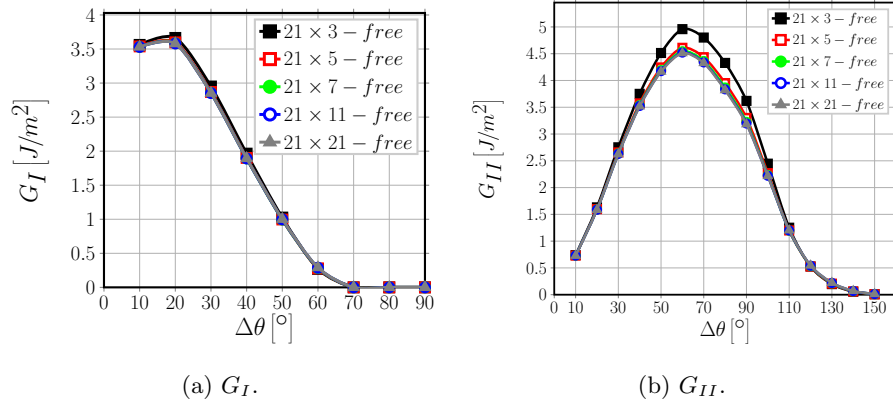 4
3.5
3
2.5
2
1.5
1
0.5
0
0 10 20 30 40 50 60 70 80 90
G_I [J/m²]
Δθ [°]
21 × 3 − free
21 × 5 − free
21 × 7 − free
21 × 11 − free
21 × 21 − free
(a) G_I.
5
4.5
4
3.5
3
2.5
2
1.5
1
0.5
0
0 10 30 50 70 90 110 130 150
G_II [J/m²]
Δθ [°]
21 × 3 − free
21 × 5 − free
21 × 7 − free
21 × 11 − free
21 × 21 − free
(b) G_II.